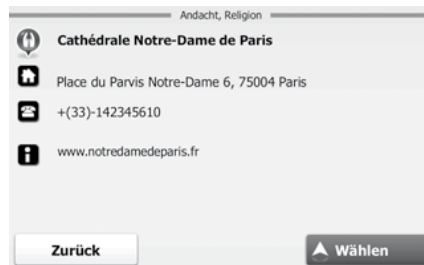 Andacht, Religion
Cathédrale Notre-Dame de Paris
Place du Parvis Notre-Dame 6, 75004 Paris
+(33)-142345610
www.notredamedeparis.fr
Zurück
Wählen